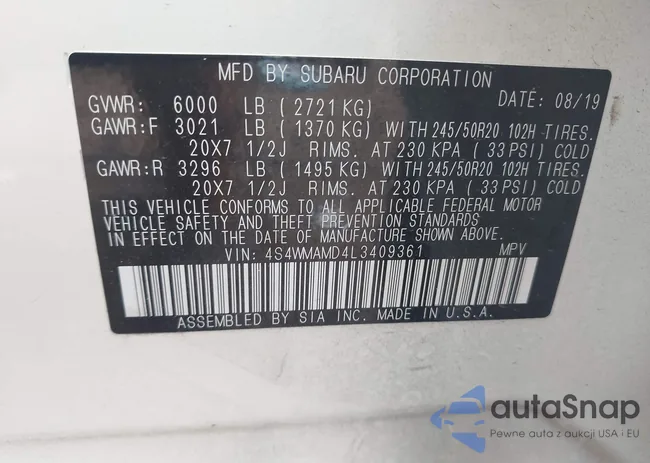 MFD BY SUBARU CORPORATION
GVWR: 6000 LB ( 2721 KG) DATE: 08/19
GAWR:F 3021 LB ( 1370 KG) WITH 245/50R20 102H TIRES.
20X7 1/2J RIMS. AT 230 KPA ( 33 PSI) COLD
GAWR:R 3296 LB ( 1495 KG) WITH 245/50R20 102H TIRES.
20X7 1/2J RIMS. AT 230 KPA ( 33 PSI) COLD
THIS VEHICLE CONFORMS TO ALL APPLICABLE FEDERAL MOTOR
VEHICLE SAFETY AND THEFT PREVENTION STANDARDS
IN EFFECT ON THE DATE OF MANUFACTURE SHOWN ABOVE.
VIN: 4S4WMAMD4L3409361 MPV
ASSEMBLED BY SIA INC. MADE IN U.S.A.
autaSnap
Pewne auta z aukcji USA i EU